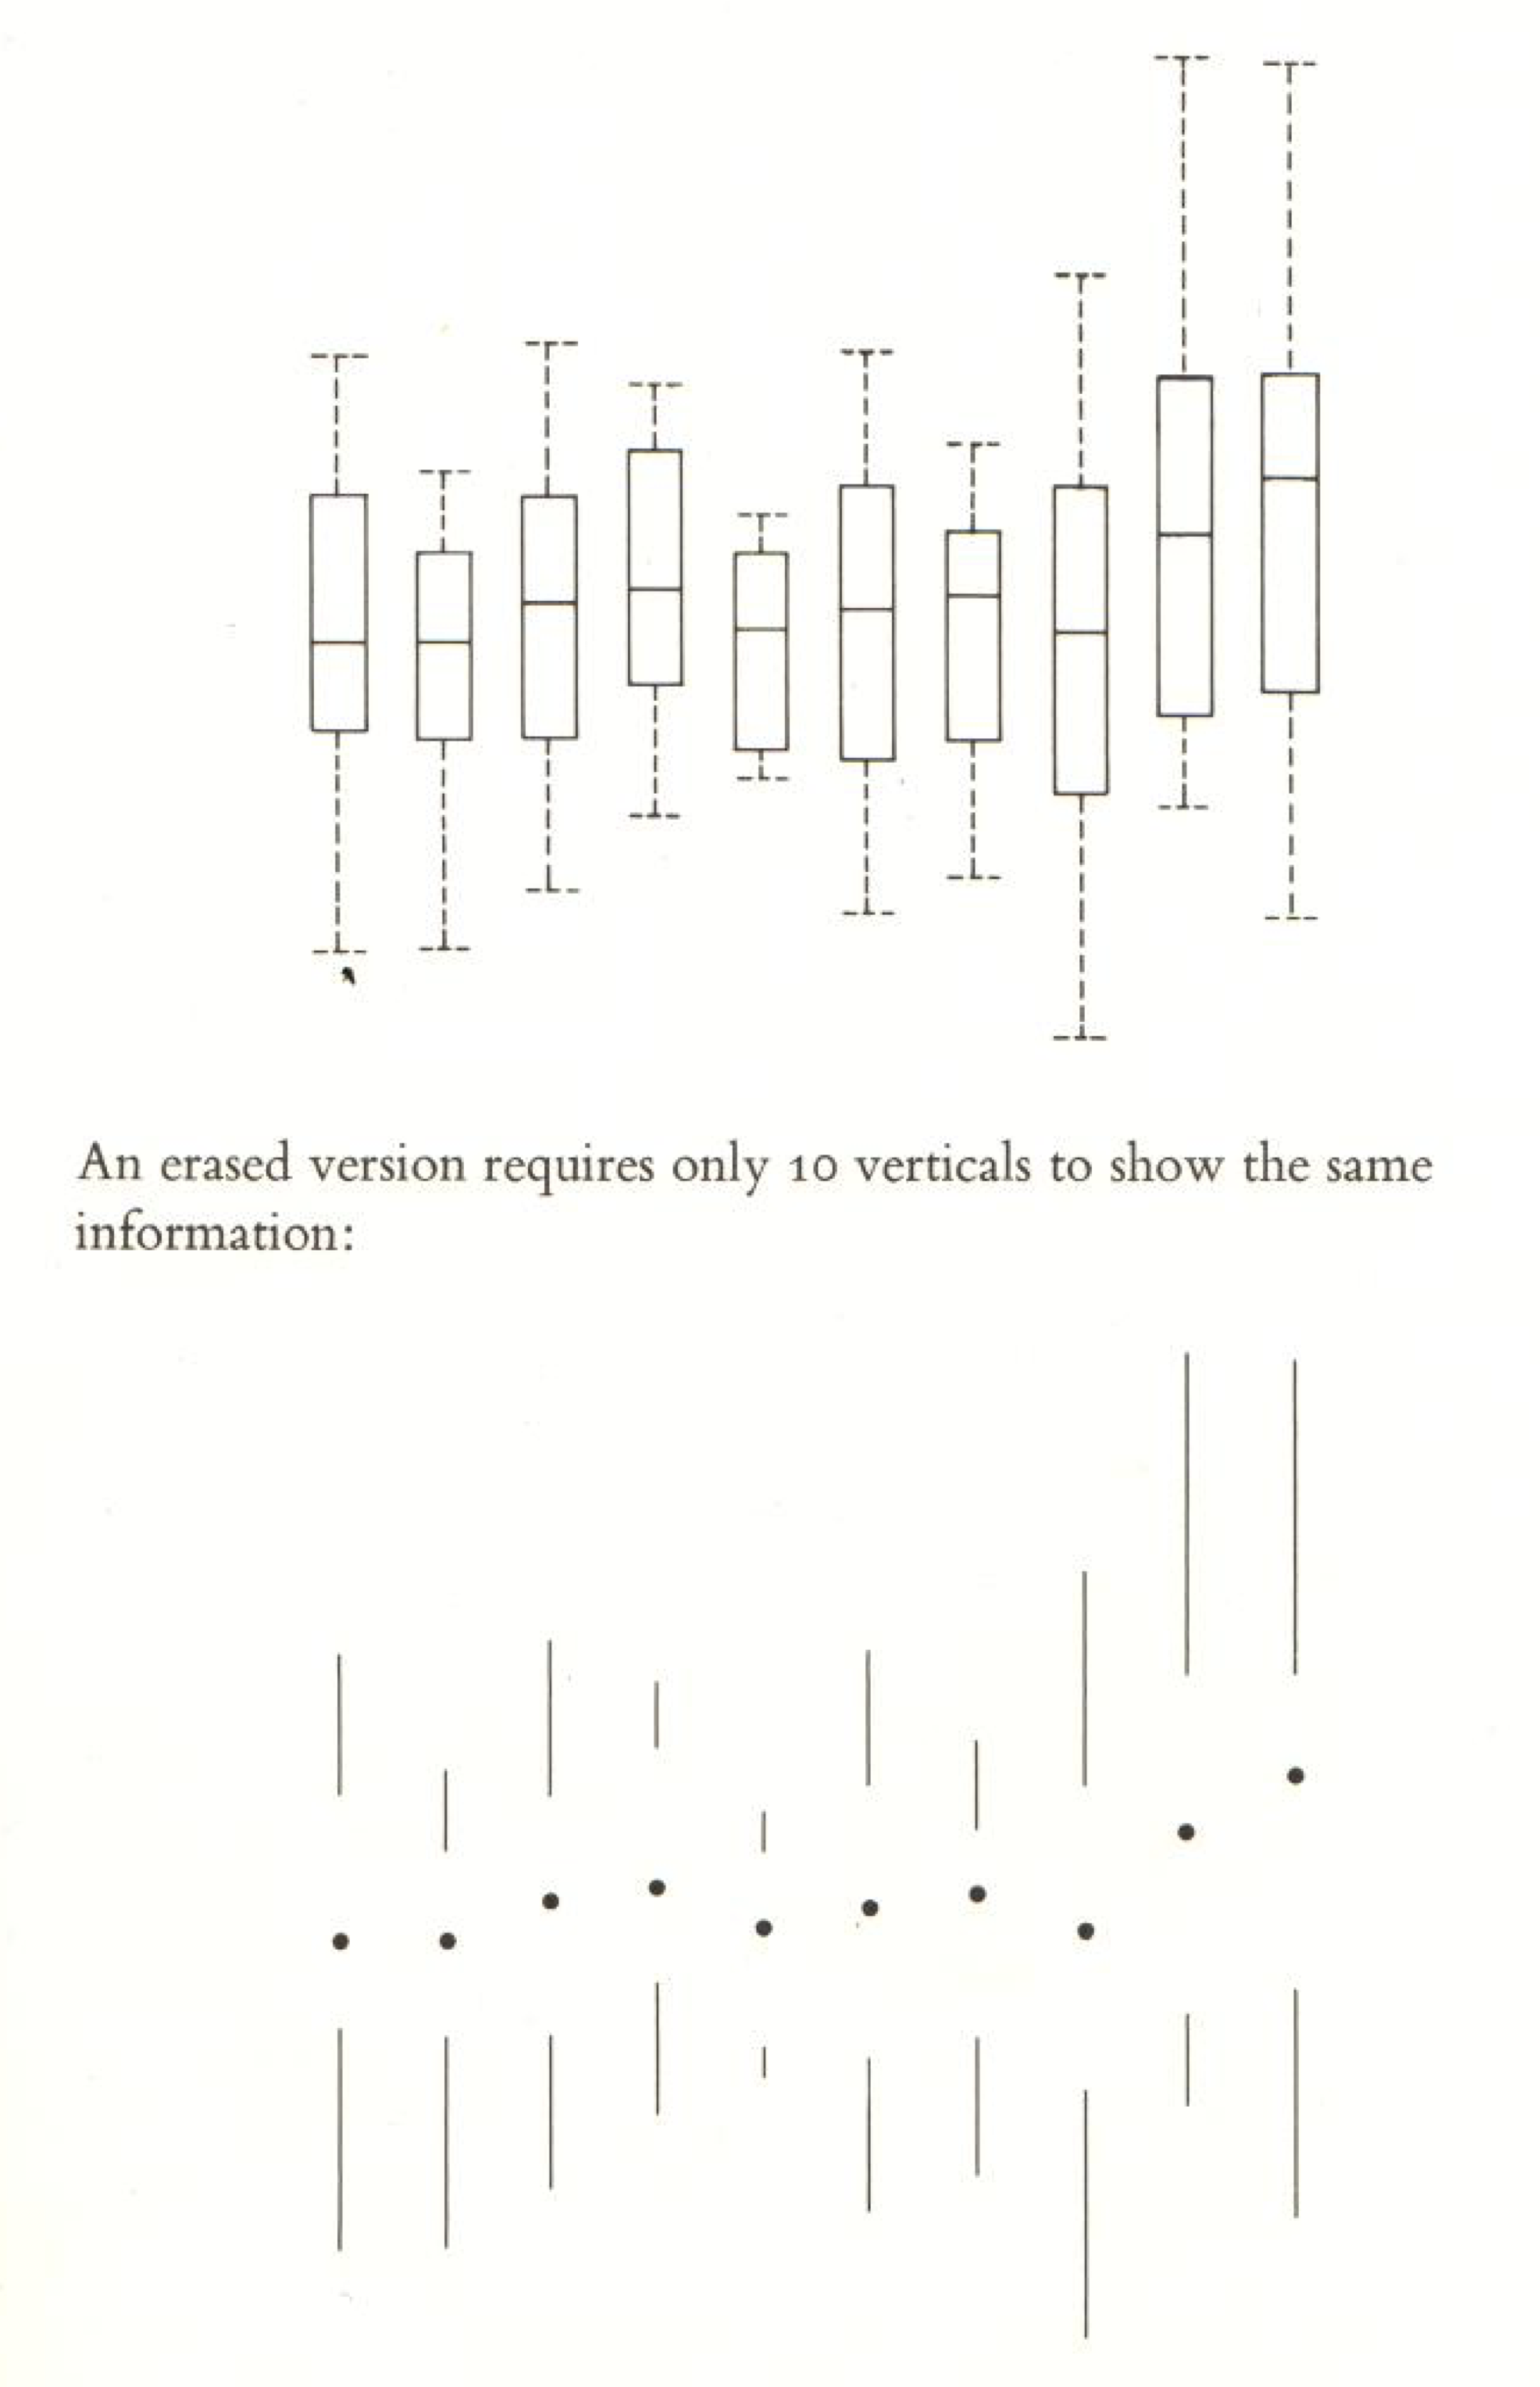 An erased version requires only 10 verticals to show the same
information: